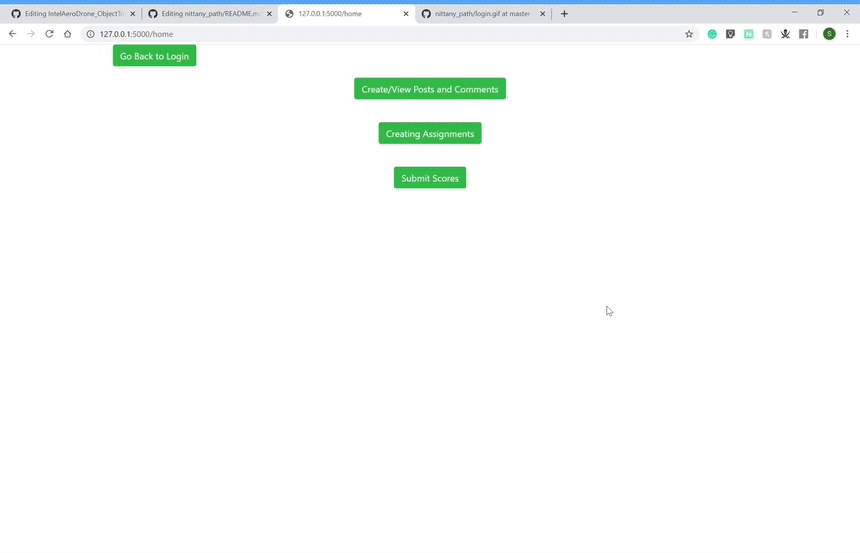 Editing IntelAeroDrone_ObjectTr
Editing nittany_path/README.m
127.0.0.1:5000/home
nittany_path/login.gif at master
127.0.0.1:5000/home
S
Go Back to Login
Create/View Posts and Comments
Creating Assignments
Submit Scores